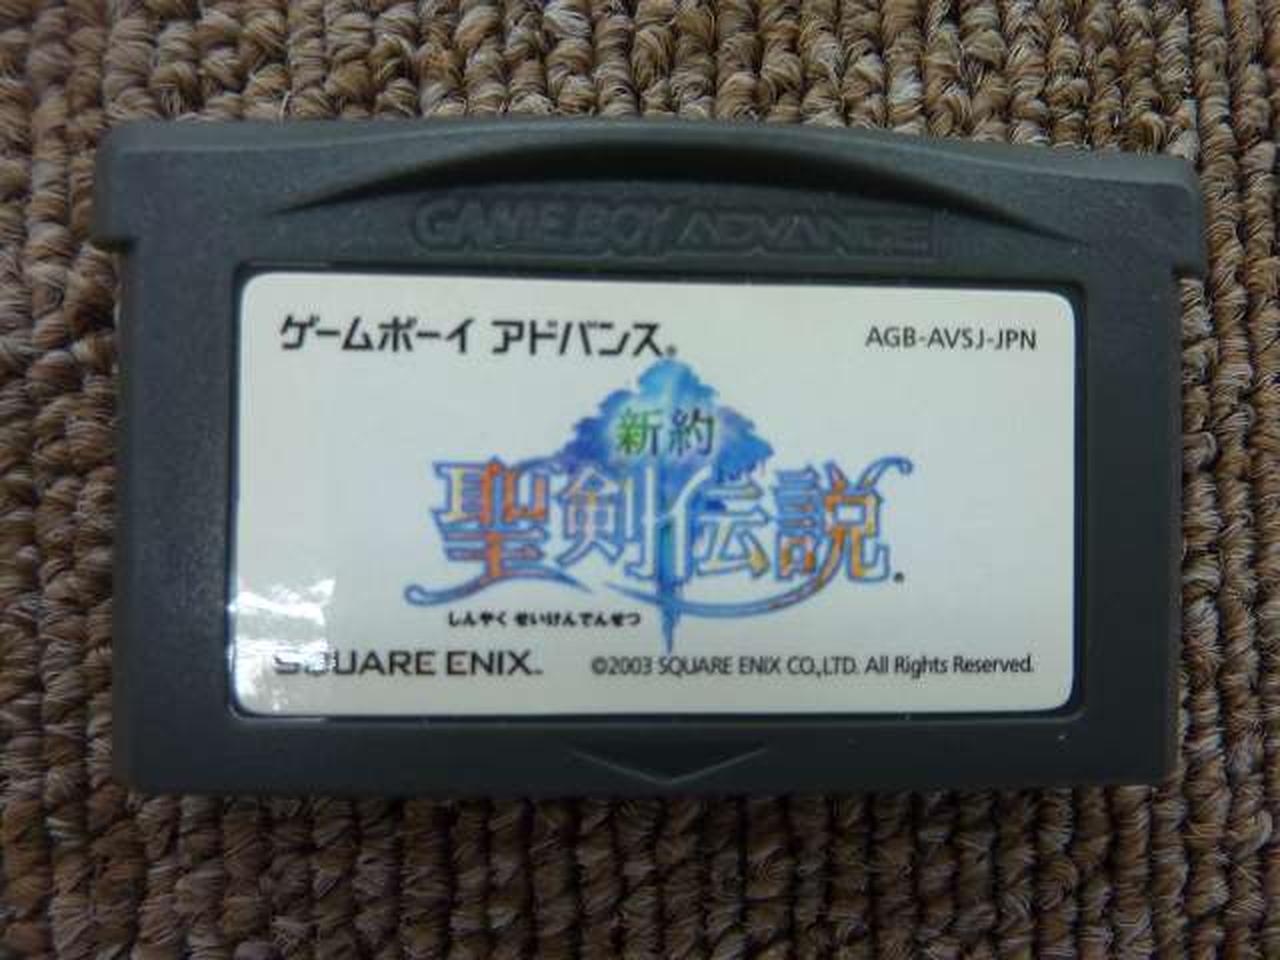 GAME BOY ADVANCE
ゲームボーイ アドバンス®
AGB-AVSJ-JPN
新約
聖剣伝説®
しんやく せいけんでんせつ
SQUARE ENIX™
©2003 SQUARE ENIX CO.,LTD. All Rights Reserved.